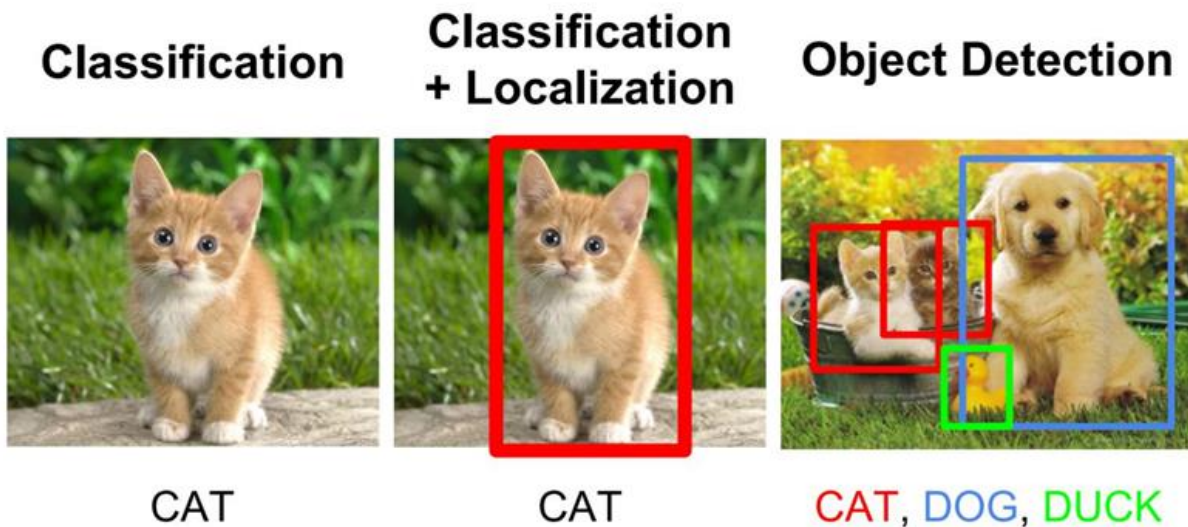 Classification
Classification
+ Localization
Object Detection
CAT
CAT
CAT, DOG, DUCK